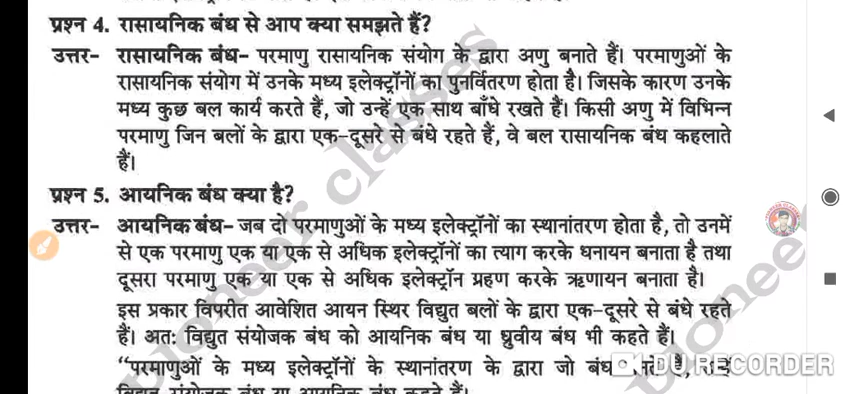 प्रश्न 4. रासायनिक बंध से आप क्या समझते हैं?
उत्तर- रासायनिक बंध- परमाणु रासायनिक संयोग के द्वारा अणु बनाते हैं। परमाणुओं के
रासायनिक संयोग में उनके मध्य इलेक्ट्रॉनों का पुनर्वितरण होता है। जिसके कारण उनके
मध्य कुछ बल कार्य करते हैं, जो उन्हें एक साथ बाँधे रखते हैं। किसी अणु में विभिन्न
परमाणु जिन बलों के द्वारा एक-दूसरे से बंधे रहते हैं, वे बल रासायनिक बंध कहलाते
हैं।
प्रश्न 5. आयनिक बंध क्या है?
उत्तर- आयनिक बंध- जब दो परमाणुओं के मध्य इलेक्ट्रॉनों का स्थानांतरण होता है, तो उनमें
से एक परमाणु एक या एक से अधिक इलेक्ट्रॉनों का त्याग करके धनायन बनाता है तथा
दूसरा परमाणु एक या एक से अधिक इलेक्ट्रॉन ग्रहण करके ऋणायन बनाता है।
इस प्रकार विपरीत आवेशित आयन स्थिर विद्युत बलों के द्वारा एक-दूसरे से बंधे रहते
हैं। अतः विद्युत संयोजक बंध को आयनिक बंध या ध्रुवीय बंध भी कहते हैं।
“परमाणुओं के मध्य इलेक्ट्रॉनों के स्थानांतरण के द्वारा जो बंध
DU RECORDER
pioneer classes
pioneer